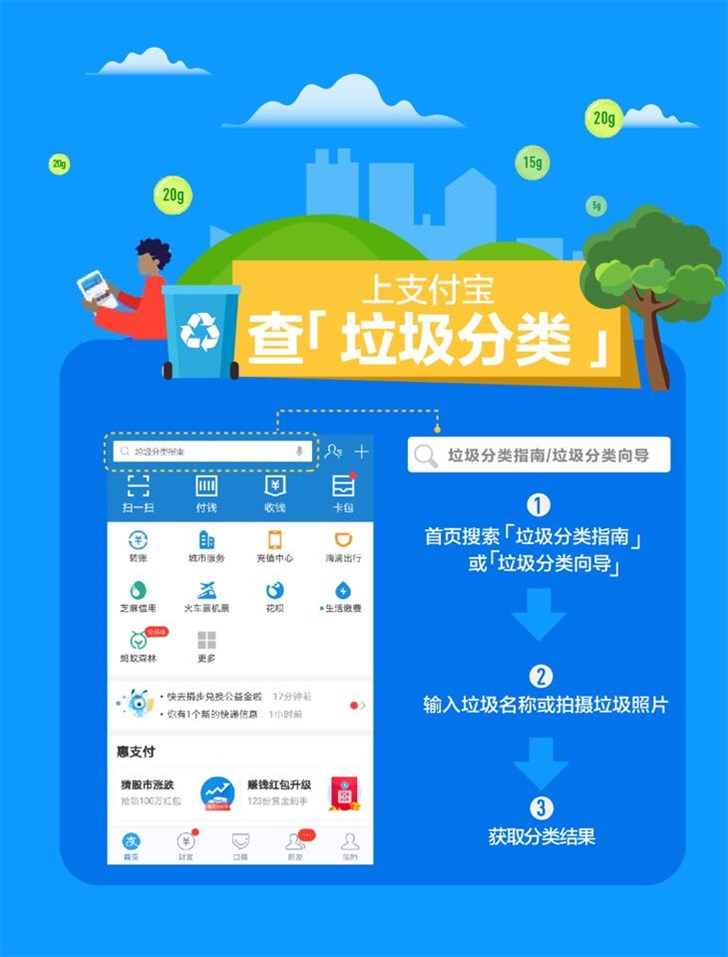 20g
15g
20g
20g
5g
上支付宝
查「垃圾分类」
垃圾分类指南
垃圾分类指南/垃圾分类向导
扫一扫
付钱
收钱
卡包
1
首页搜索「垃圾分类指南」
或「垃圾分类向导」
转账
城市服务
充值中心
滴滴出行
芝麻信用
火车票机票
花呗
生活缴费
蚂蚁森林
更多
2
输入垃圾名称或拍摄垃圾照片
· 快去捐步兑换公益金啦 17分钟前
· 你有1个新的快递信息 1小时前
惠支付
猜股市涨跌
抢领100万红包
赚钱红包升级
123份赏金到手
3
获取分类结果
首页
财富
口碑
朋友
我的